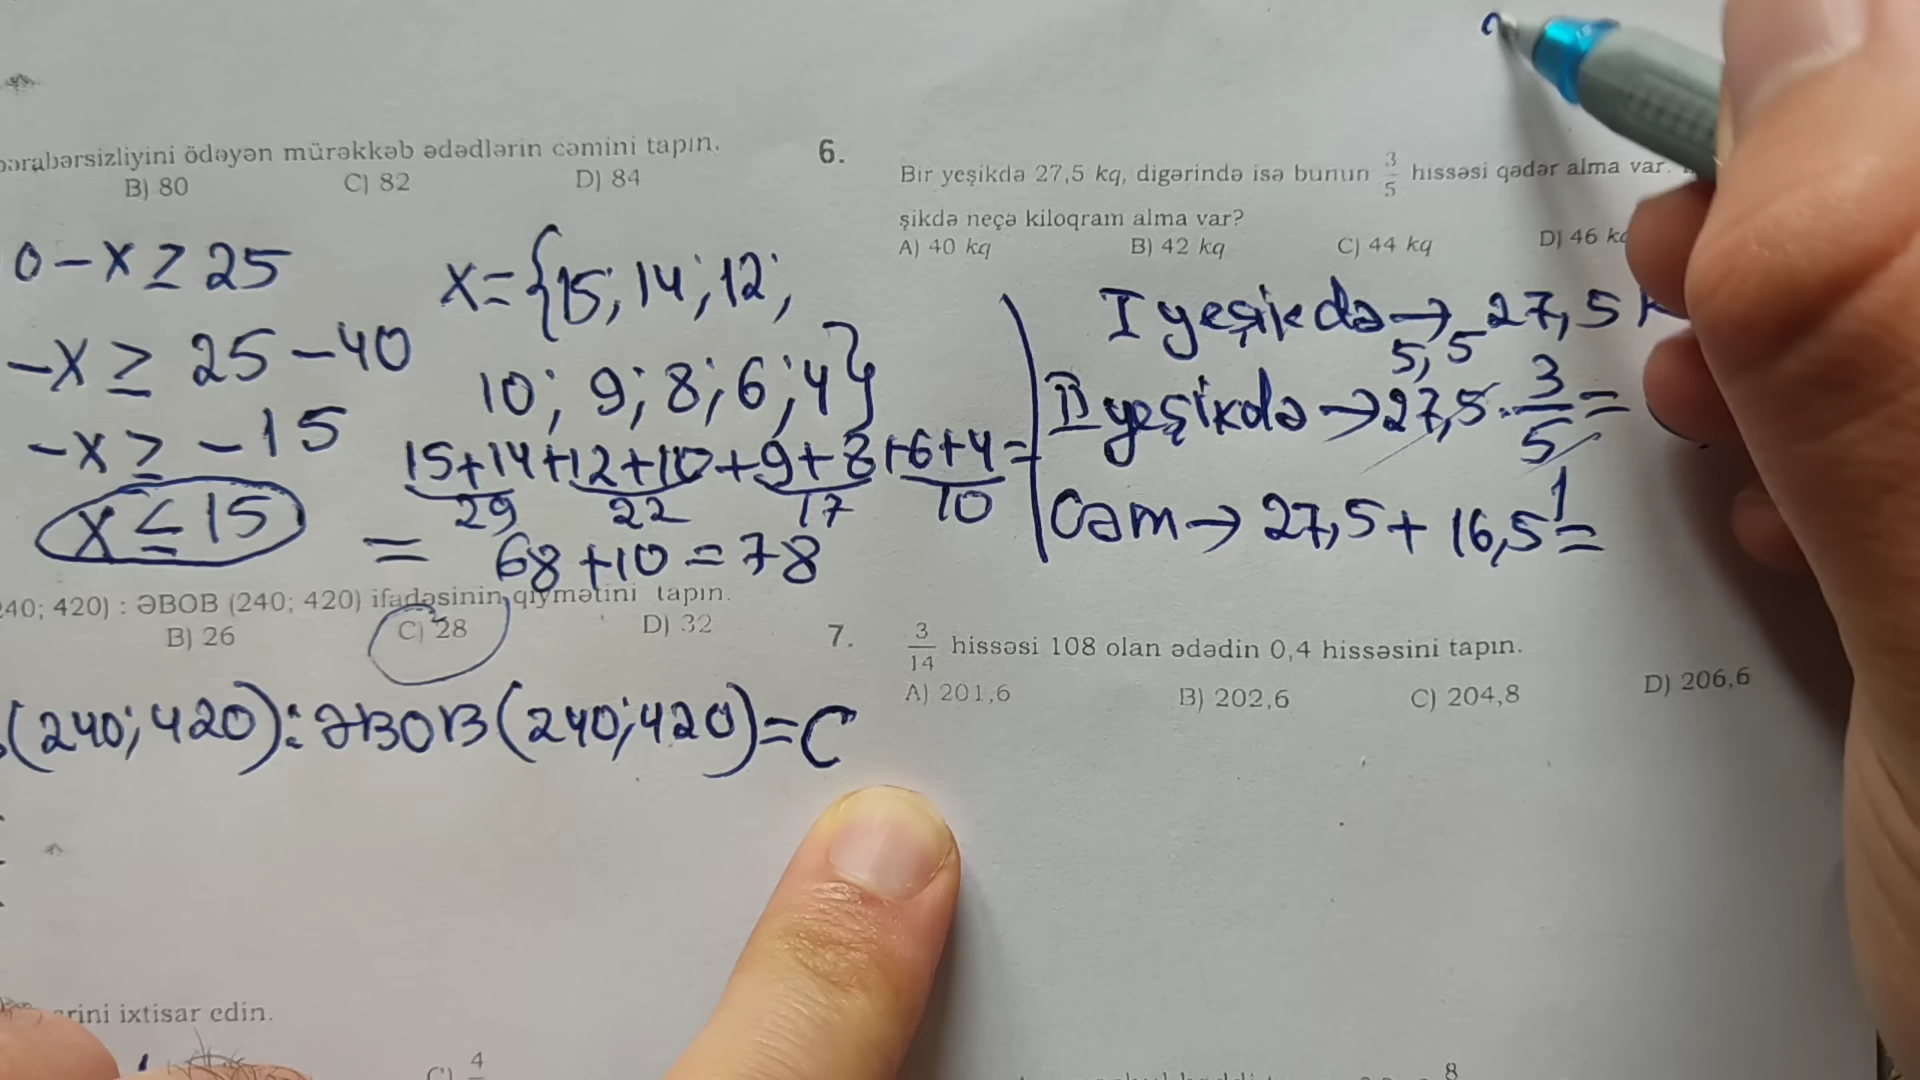 bərabərsizliyini ödəyən mürəkkəb ədədlərin cəmini tapın.
B) 80 C) 82 D) 84
0-x≥25
-x≥ 25-40
-x≥ -15
x≤15
x={15; 14; 12;
10; 9; 8; 6; 4}
15+14+12+10+9+8+6+4=
29 22 17 10
= 68+10=78
40; 420) : ƏBOB (240; 420) ifadəsinin qiymətini tapın.
B) 26 C) 28 D) 32
(240; 420): ƏBOB(240; 420)=C
ərini ixtisar edin.
C) 4
6.
Bir yeşikdə 27,5 kq, digərində isə bunun 3/5 hissəsi qədər alma var.
şikdə neçə kiloqram alma var?
A) 40 kq B) 42 kq C) 44 kq D) 46 kq
I yeşikdə → 27,5 k
5,5
II yeşikdə → 27,5 · 3/5 =
1
Cəm → 27,5 + 16,5 =
7. 3/14 hissəsi 108 olan ədədin 0,4 hissəsini tapın.
A) 201,6 B) 202,6 C) 204,8 D) 206,6
8